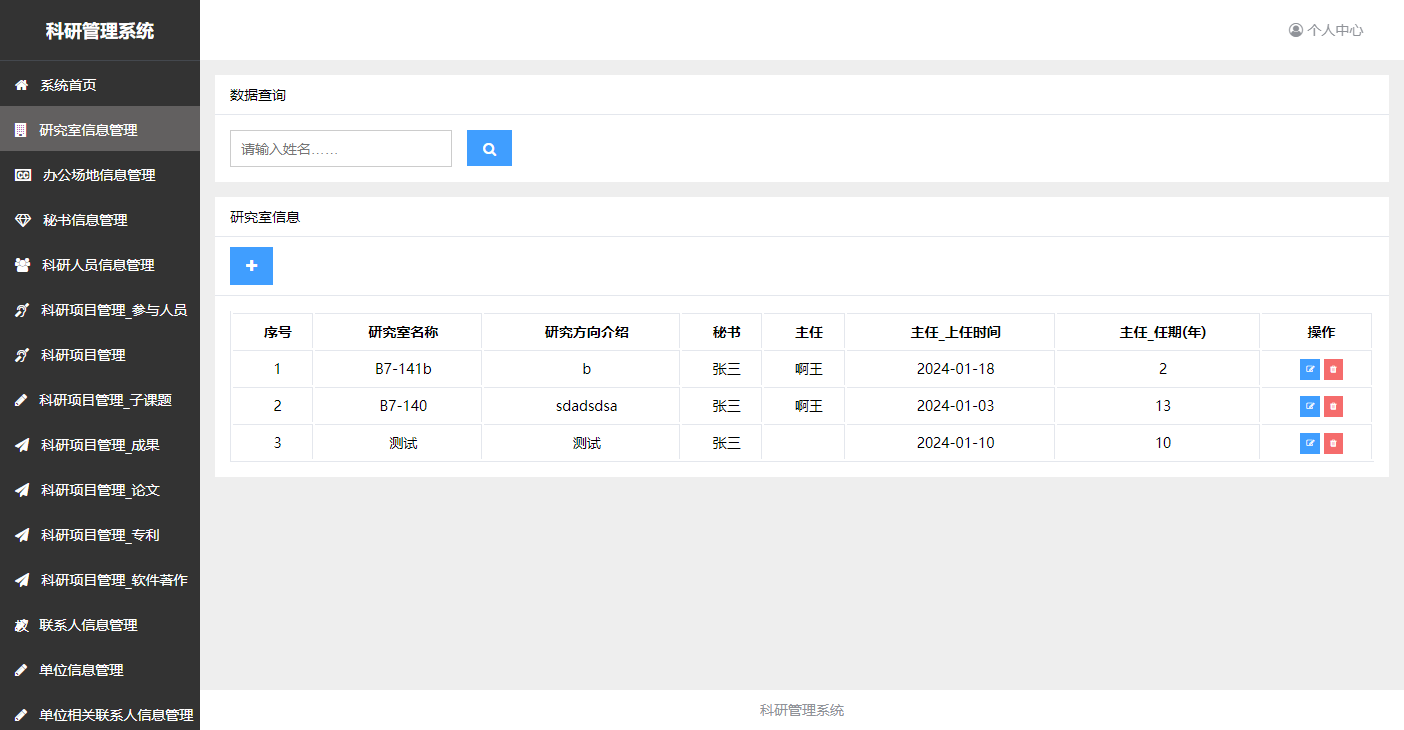 科研管理系统
个人中心
系统首页
研究室信息管理
办公场地信息管理
秘书信息管理
科研人员信息管理
科研项目管理_参与人员
科研项目管理
科研项目管理_子课题
科研项目管理_成果
科研项目管理_论文
科研项目管理_专利
科研项目管理_软件著作
联系人信息管理
单位信息管理
单位相关联系人信息管理
数据查询
请输入姓名……
研究室信息
序号 研究室名称 研究方向介绍 秘书 主任 主任_上任时间 主任_任期(年) 操作
1 B7-141b b 张三 啊王 2024-01-18 2
2 B7-140 sdadsdsa 张三 啊王 2024-01-03 13
3 测试 测试 张三 2024-01-10 10
科研管理系统